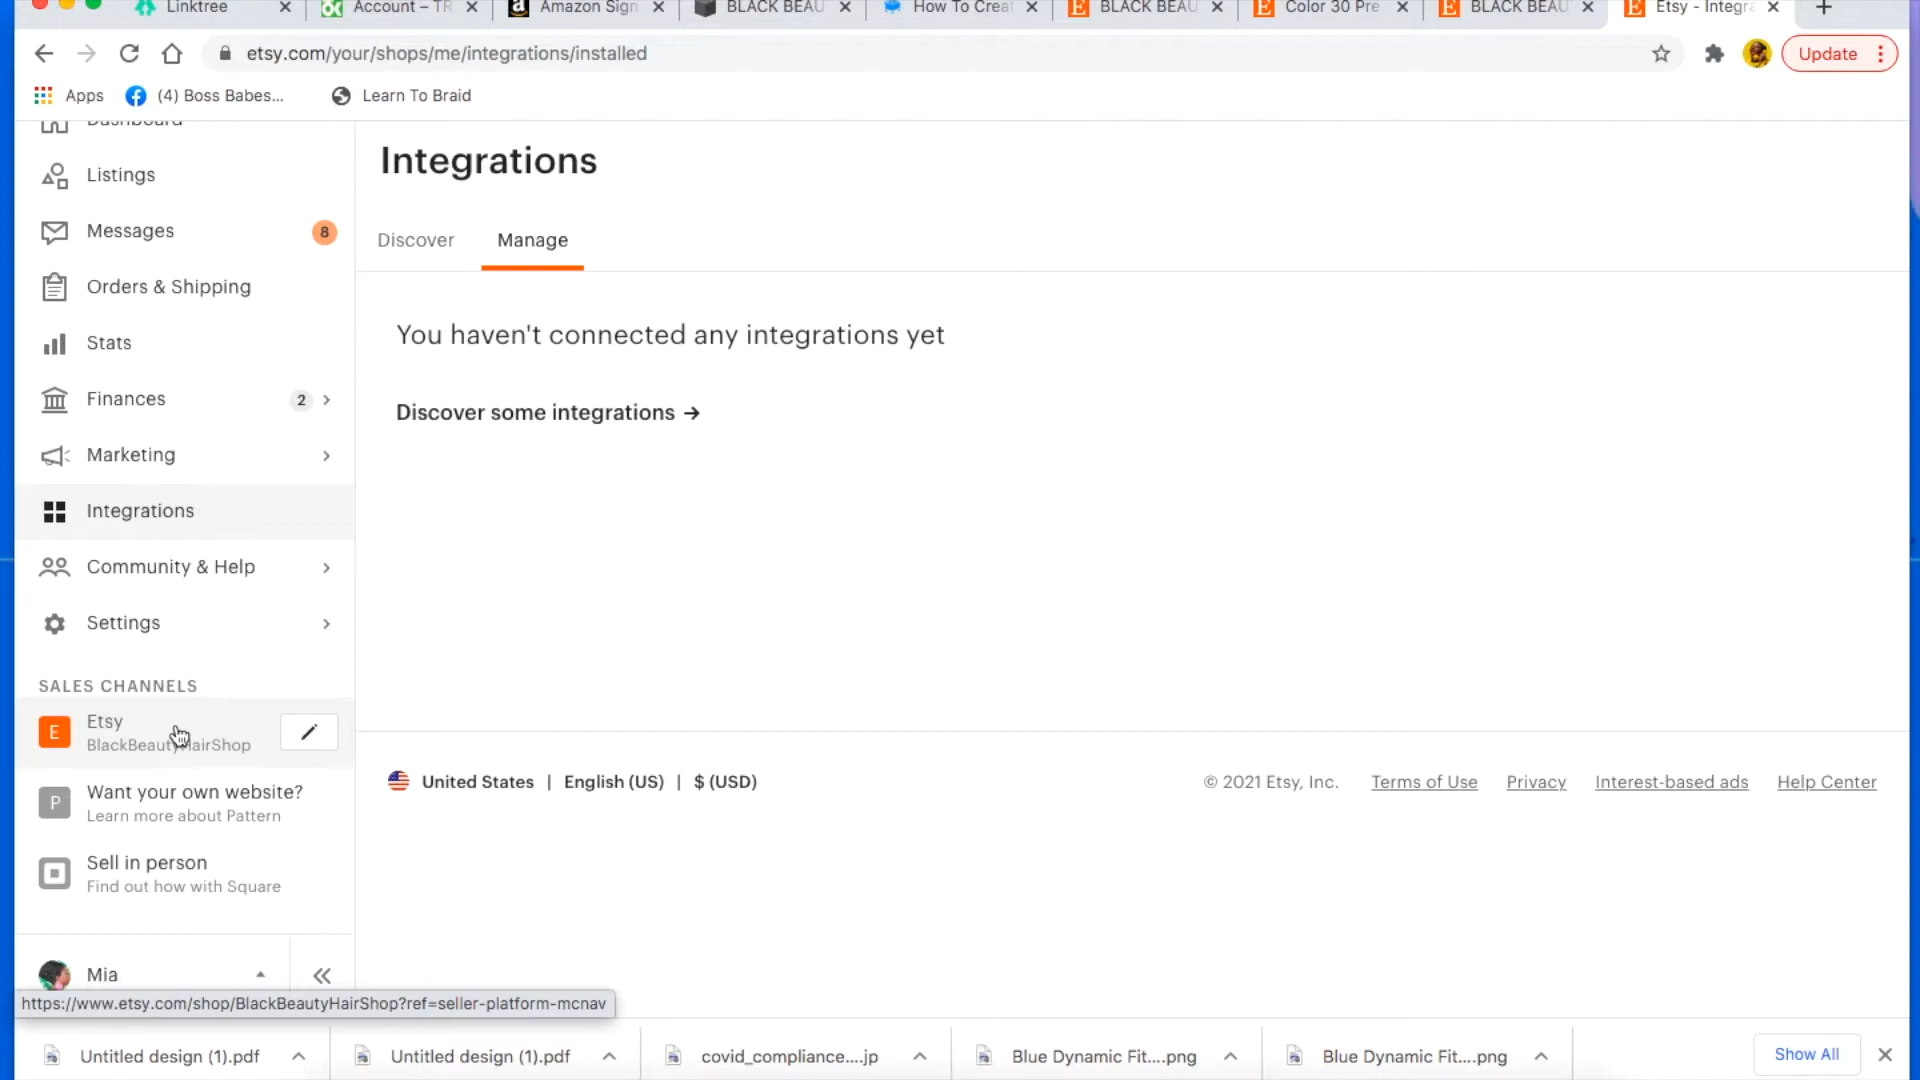 Linktree
Account – TR
Amazon Sign
BLACK BEAU
How To Creat
BLACK BEAU
Color 30 Pre
BLACK BEAU
Etsy - Integra
etsy.com/your/shops/me/integrations/installed
Update
Apps
(4) Boss Babes...
Learn To Braid
Dashboard
Listings
Messages
8
Orders & Shipping
Stats
Finances
2
Marketing
Integrations
Community & Help
Settings
SALES CHANNELS
E
Etsy
BlackBeautyHairShop
P
Want your own website?
Learn more about Pattern
Sell in person
Find out how with Square
Mia
https://www.etsy.com/shop/BlackBeautyHairShop?ref=seller-platform-mcnav
Integrations
Discover
Manage
You haven't connected any integrations yet
Discover some integrations →
United States | English (US) | $ (USD)
© 2021 Etsy, Inc.
Terms of Use
Privacy
Interest-based ads
Help Center
Untitled design (1).pdf
Untitled design (1).pdf
covid_compliance....jp
Blue Dynamic Fit....png
Blue Dynamic Fit....png
Show All